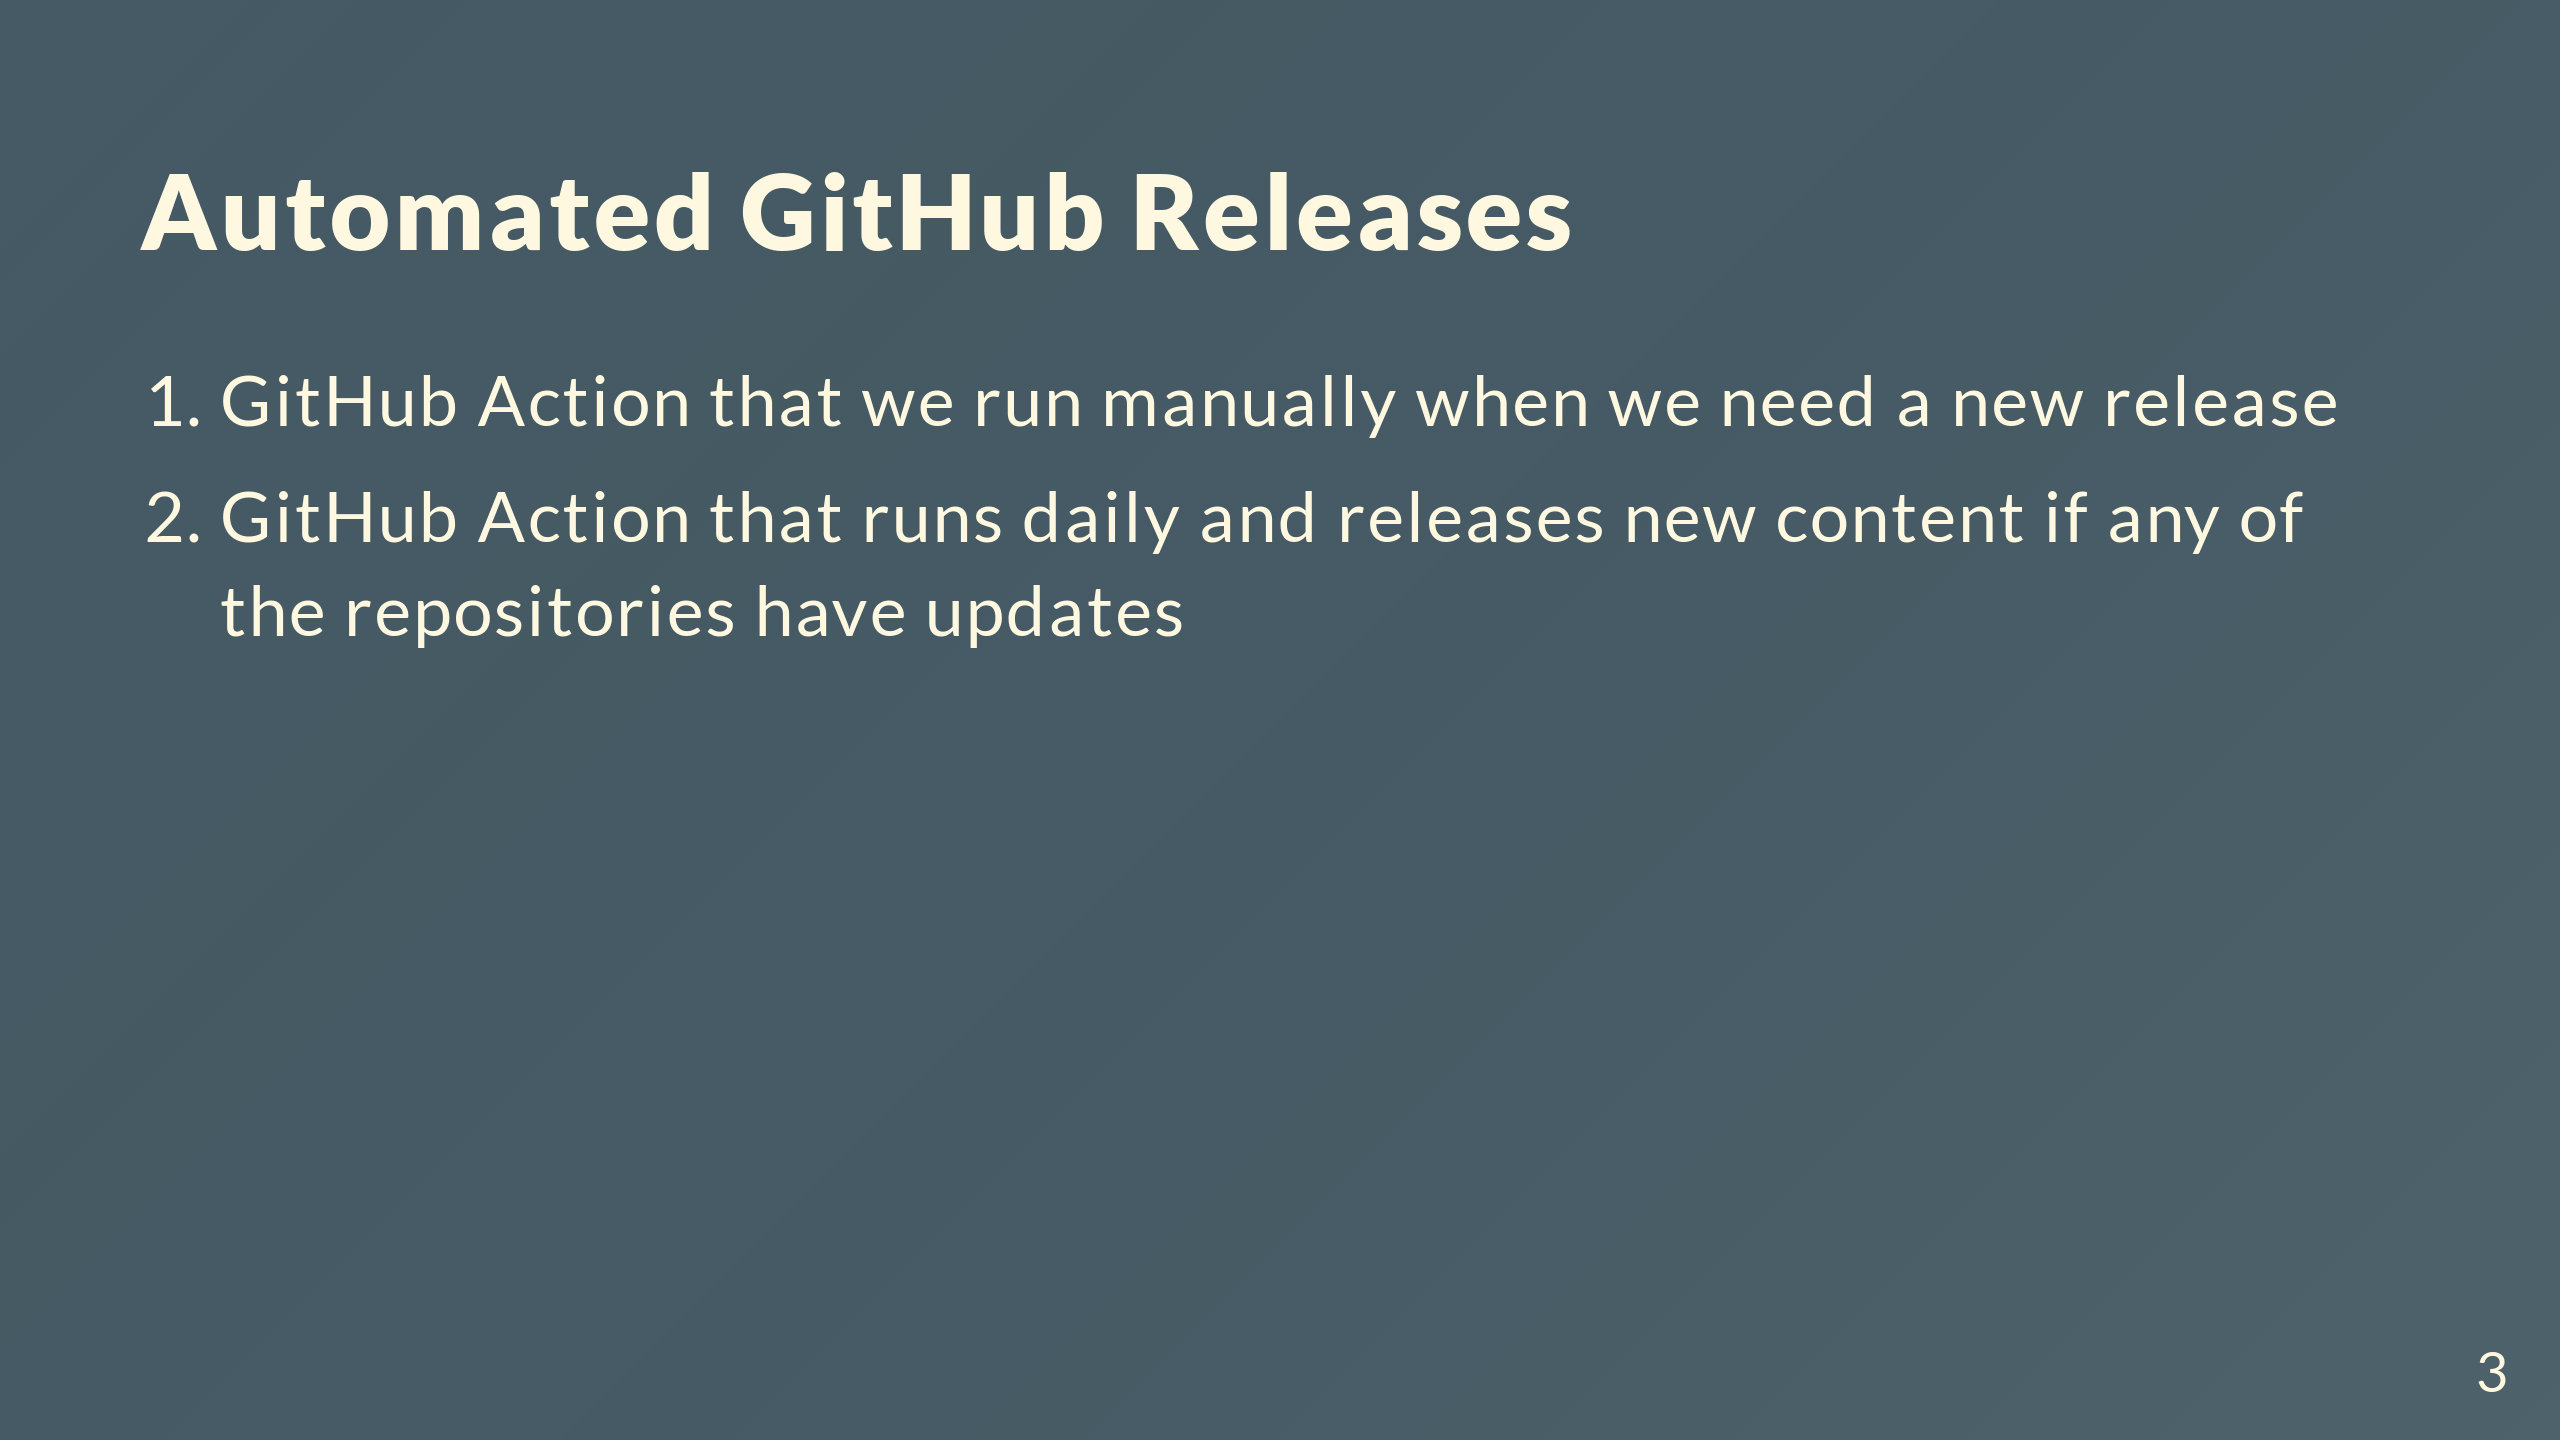 Automated GitHub Releases
1. GitHub Action that we run manually when we need a new release
2. GitHub Action that runs daily and releases new content if any of
the repositories have updates
3